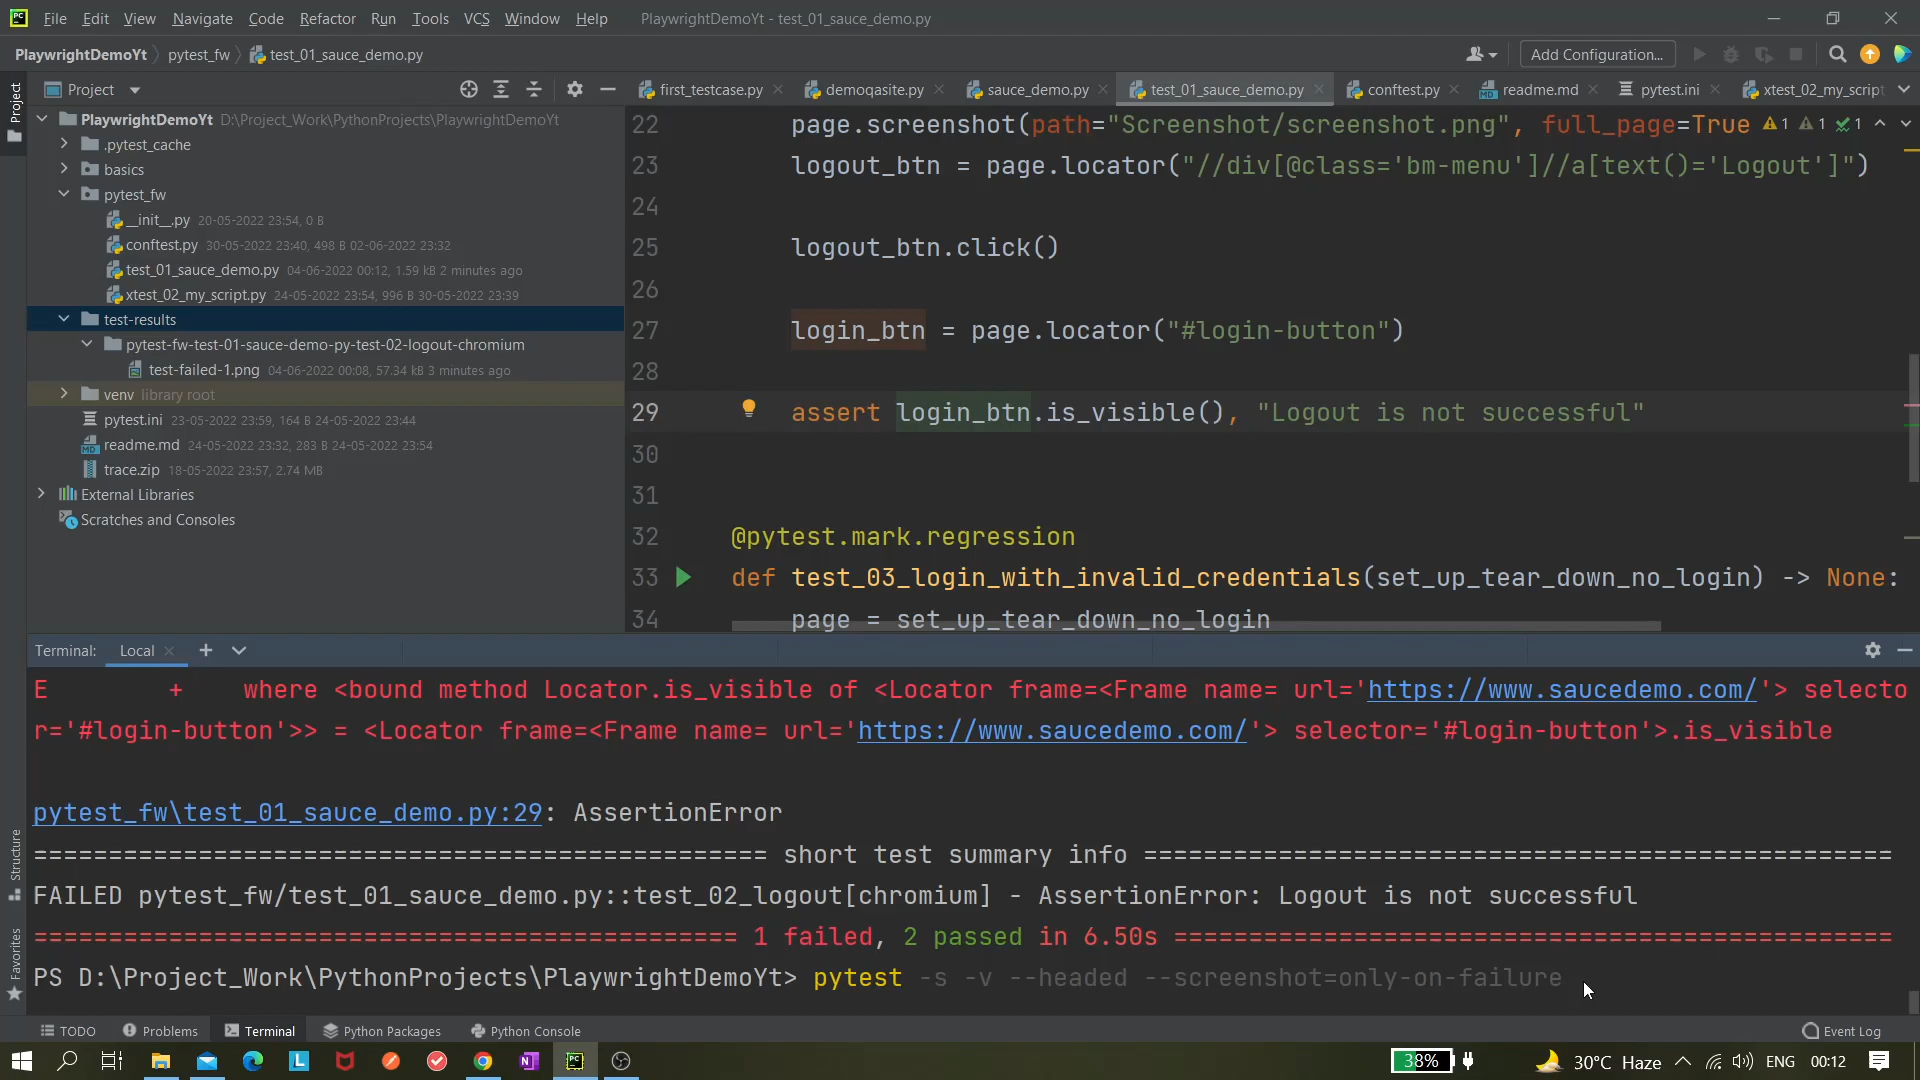 File Edit View Navigate Code Refactor Run Tools VCS Window Help PlaywrightDemoYt - test_01_sauce_demo.py
PlaywrightDemoYt pytest_fw test_01_sauce_demo.py Add Configuration...
Project
first_testcase.py demoqasite.py sauce_demo.py test_01_sauce_demo.py conftest.py readme.md pytest.ini xtest_02_my_script
Project
PlaywrightDemoYt D:\Project_Work\PythonProjects\PlaywrightDemoYt
.pytest_cache
basics
pytest_fw
__init__.py 20-05-2022 23:54, 0 B
conftest.py 30-05-2022 23:40, 498 B 02-06-2022 23:32
test_01_sauce_demo.py 04-06-2022 00:12, 1.59 kB 2 minutes ago
xtest_02_my_script.py 24-05-2022 23:54, 996 B 30-05-2022 23:39
test-results
pytest-fw-test-01-sauce-demo-py-test-02-logout-chromium
test-failed-1.png 04-06-2022 00:08, 57.34 kB 3 minutes ago
venv library root
pytest.ini 23-05-2022 23:59, 164 B 24-05-2022 23:44
readme.md 24-05-2022 23:32, 283 B 24-05-2022 23:54
trace.zip 18-05-2022 23:57, 2.74 MB
External Libraries
Scratches and Consoles
22 page.screenshot(path="Screenshot/screenshot.png", full_page=True 1 1 1
23 logout_btn = page.locator("//div[@class='bm-menu']//a[text()='Logout']")
24
25 logout_btn.click()
26
27 login_btn = page.locator("#login-button")
28
29 assert login_btn.is_visible(), "Logout is not successful"
30
31
32 @pytest.mark.regression
33 def test_03_login_with_invalid_credentials(set_up_tear_down_no_login) -> None:
34 page = set_up_tear_down_no_login
Terminal: Local
E + where <bound method Locator.is_visible of <Locator frame=<Frame name= url='https://www.saucedemo.com/'> selecto
r='#login-button'>> = <Locator frame=<Frame name= url='https://www.saucedemo.com/'> selector='#login-button'>.is_visible
pytest_fw\test_01_sauce_demo.py:29: AssertionError
================================================= short test summary info ==================================================
FAILED pytest_fw/test_01_sauce_demo.py::test_02_logout[chromium] - AssertionError: Logout is not successful
=============================================== 1 failed, 2 passed in 6.50s ================================================
PS D:\Project_Work\PythonProjects\PlaywrightDemoYt> pytest -s -v --headed --screenshot=only-on-failure
Structure
Favorites
TODO Problems Terminal Python Packages Python Console Event Log
38% 30°C Haze ENG 00:12